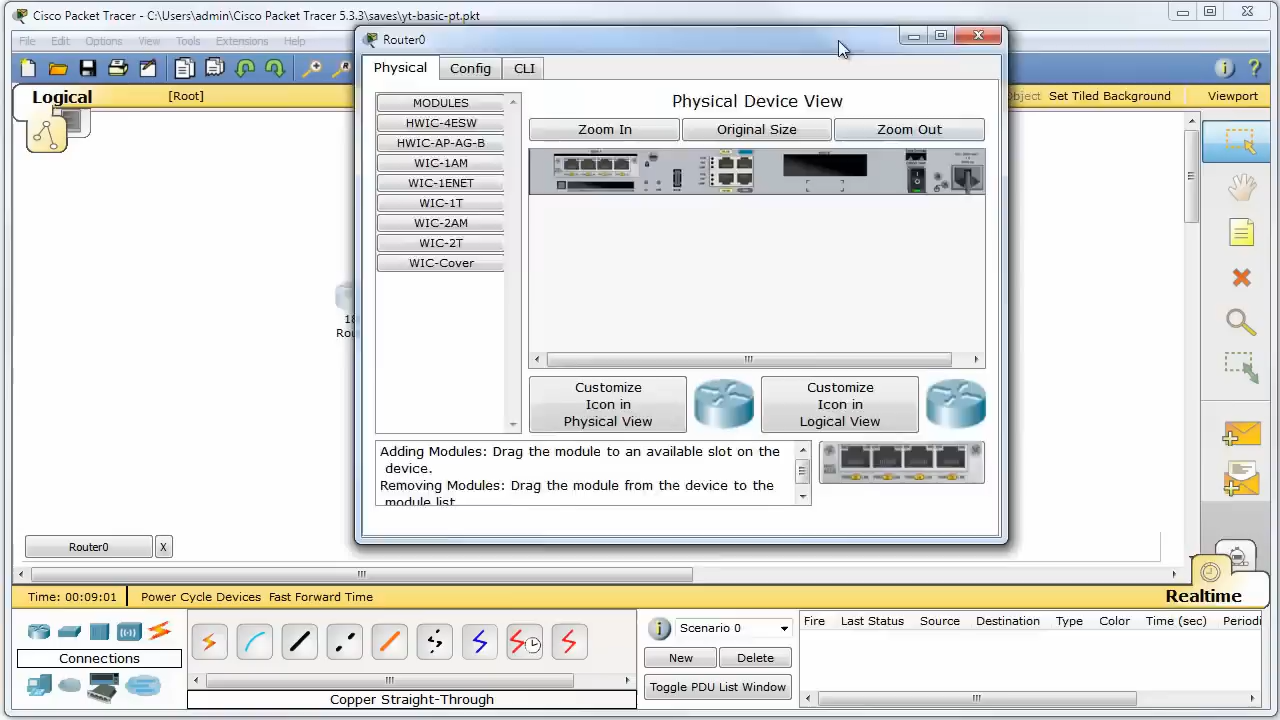 Cisco Packet Tracer - C:\Users\admin\Cisco Packet Tracer 5.3.3\saves\yt-basic-pt.pkt
File Edit Options View Tools Extensions Help
Logical
[Root]
Object
Set Tiled Background
Viewport
18
Rou
Router0
Physical
Config
CLI
MODULES
HWIC-4ESW
HWIC-AP-AG-B
WIC-1AM
WIC-1ENET
WIC-1T
WIC-2AM
WIC-2T
WIC-Cover
Physical Device View
Zoom In
Original Size
Zoom Out
Customize
Icon in
Physical View
Customize
Icon in
Logical View
Adding Modules: Drag the module to an available slot on the
device.
Removing Modules: Drag the module from the device to the
module list
Router0
X
Time: 00:09:01
Power Cycle Devices Fast Forward Time
Realtime
Connections
Copper Straight-Through
Scenario 0
New
Delete
Toggle PDU List Window
Fire Last Status Source Destination Type Color Time (sec) Periodi